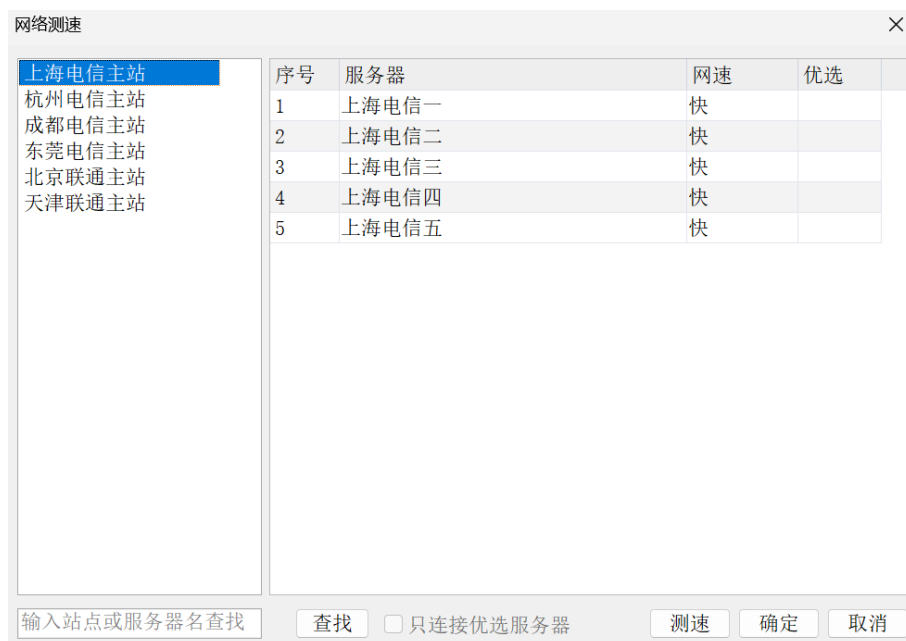 网络测速
上海电信主站
杭州电信主站
成都电信主站
东莞电信主站
北京联通主站
天津联通主站
序号 服务器 网速 优选
1 上海电信一 快
2 上海电信二 快
3 上海电信三 快
4 上海电信四 快
5 上海电信五 快
输入站点或服务器名查找 查找 只连接优选服务器 测速 确定 取消